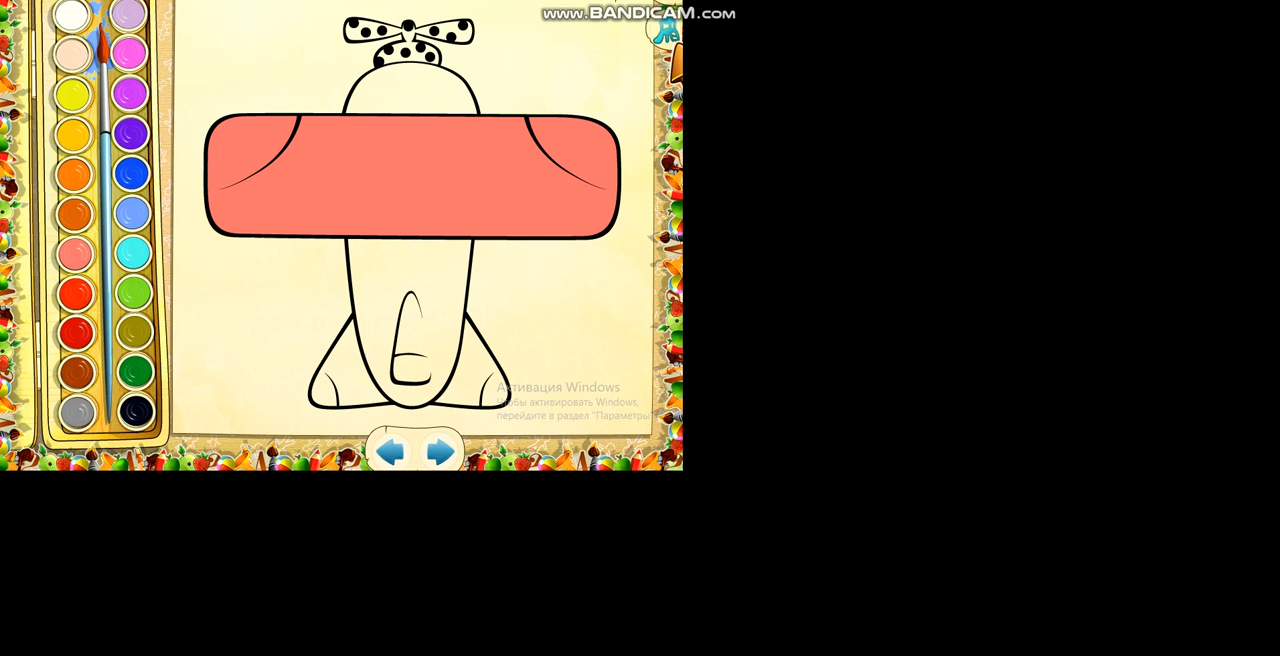 www.BANDICAM.com
Активация Windows
Чтобы активировать Windows,
перейдите в раздел "Параметры